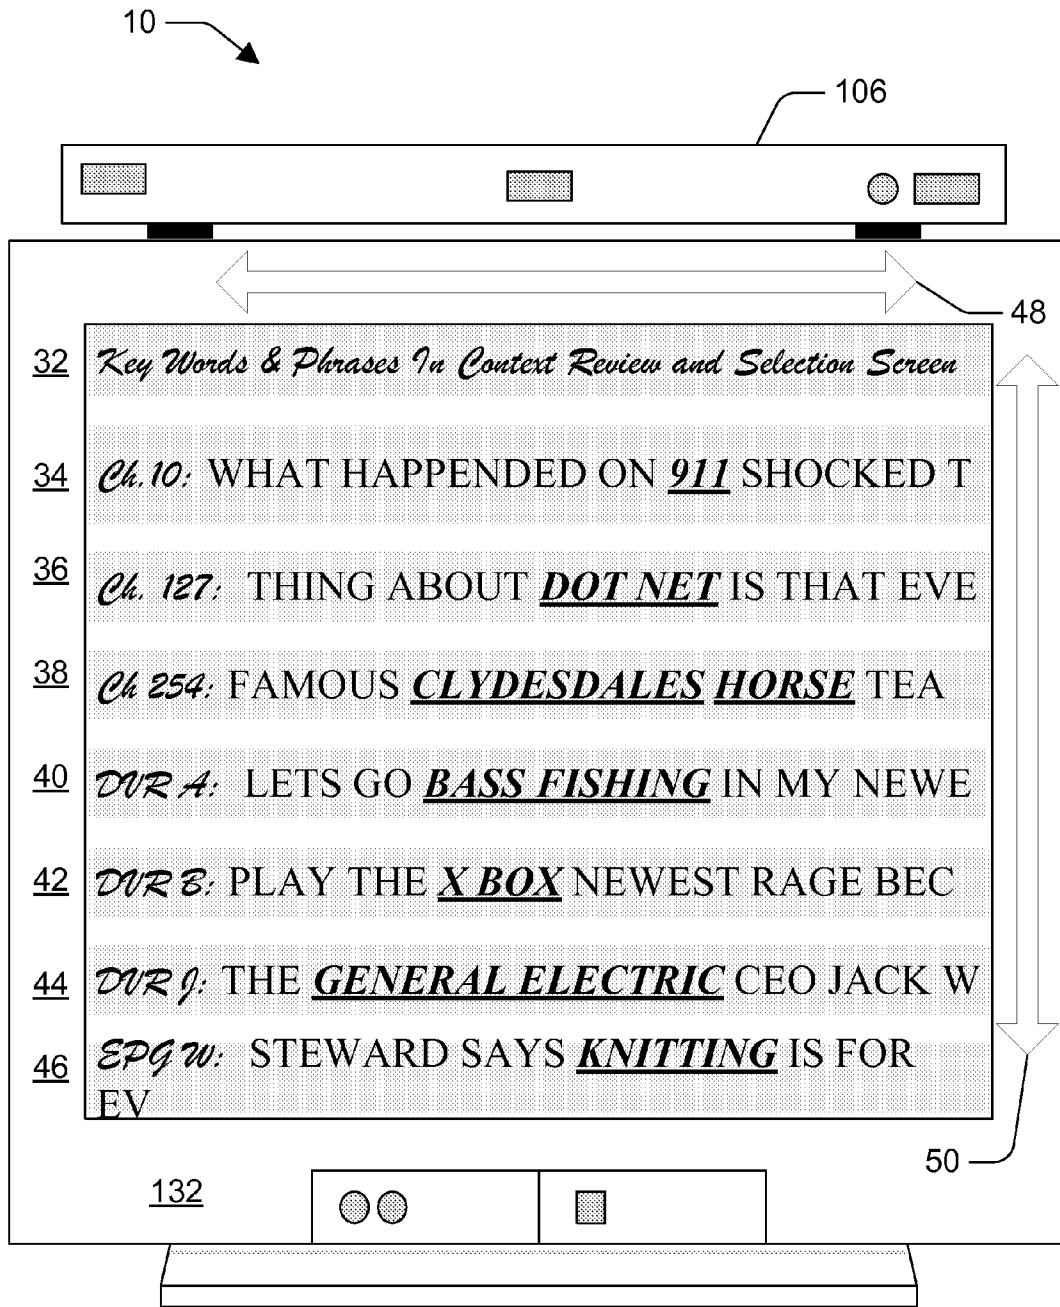 10
106
48
32 Key Words & Phrases In Context Review and Selection Screen
34 Ch. 10: WHAT HAPPENDED ON 911 SHOCKED T
36 Ch. 127: THING ABOUT DOT NET IS THAT EVE
38 Ch 254: FAMOUS CLYDESDALES HORSE TEA
40 DVR A: LETS GO BASS FISHING IN MY NEWE
42 DVR B: PLAY THE X BOX NEWEST RAGE BEC
44 DVR J: THE GENERAL ELECTRIC CEO JACK W
46 EPG W: STEWARD SAYS KNITTING IS FOR
EV
50
132